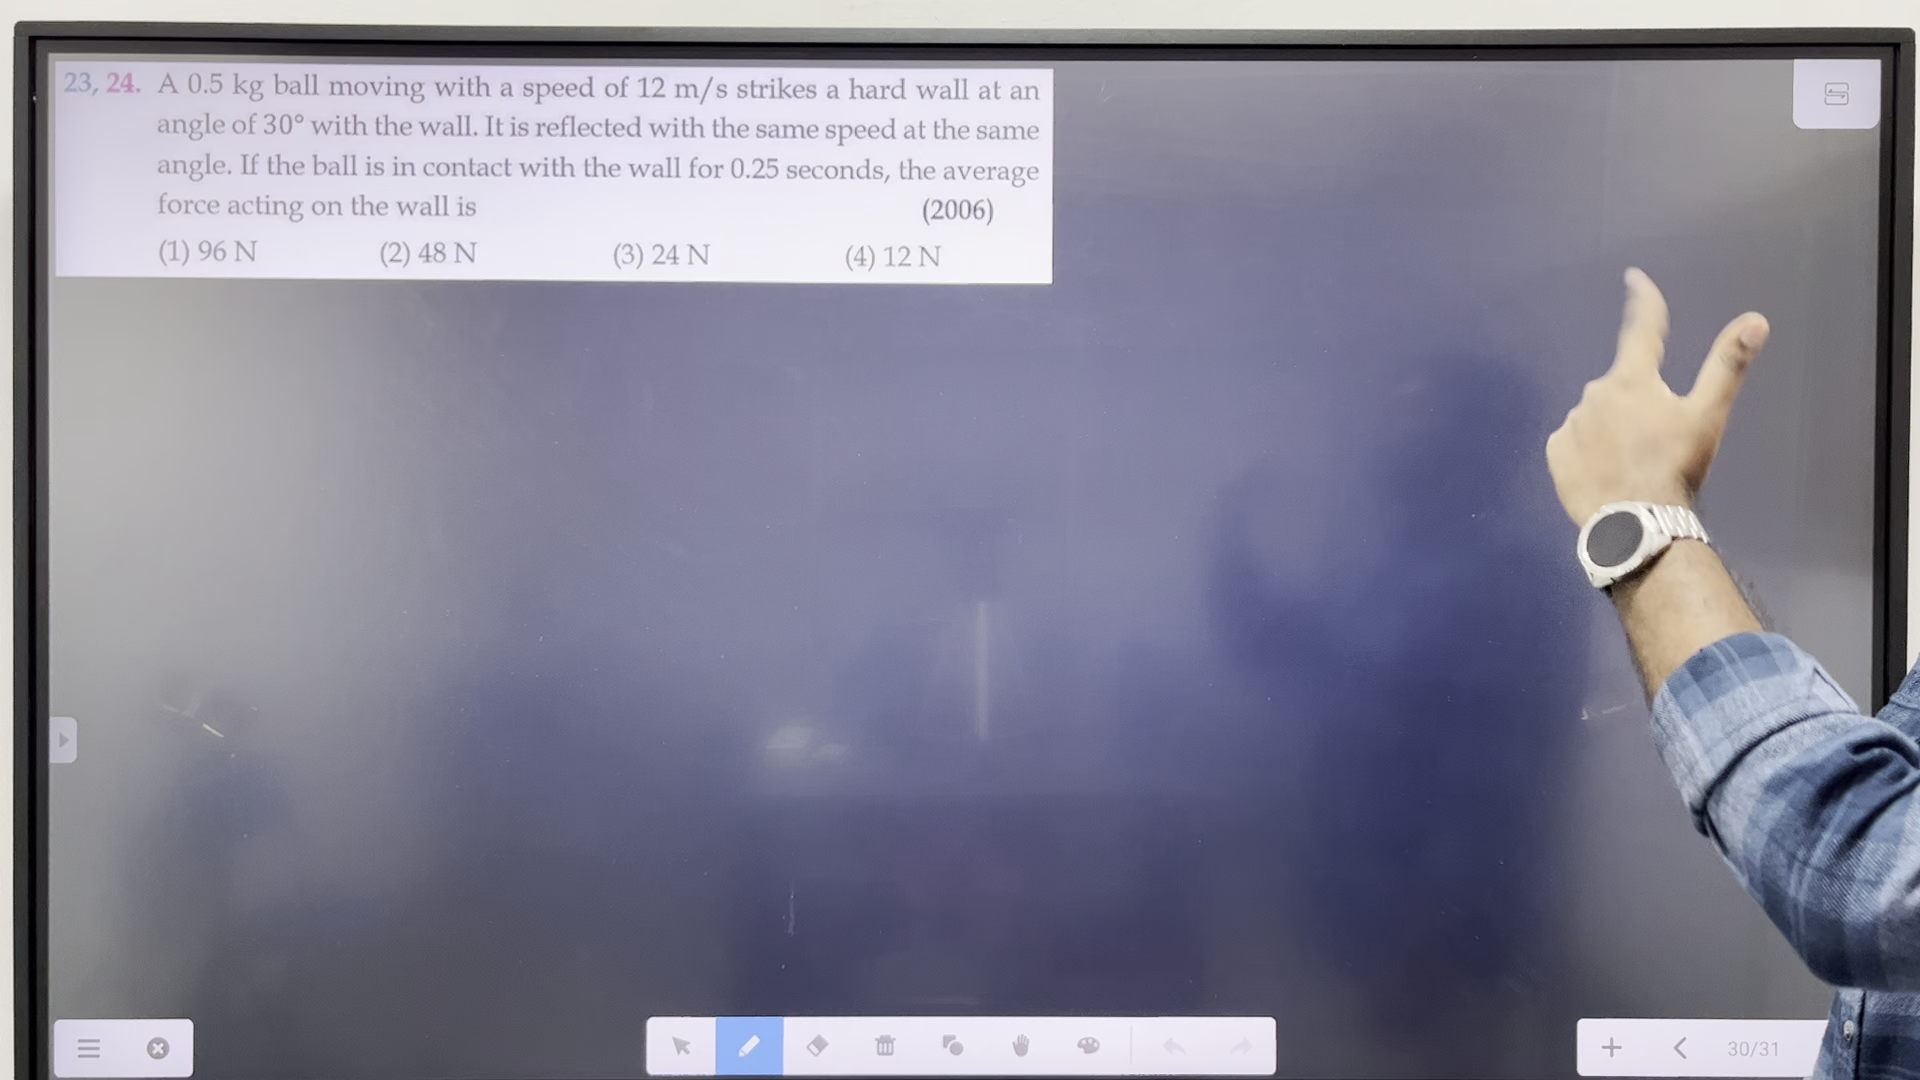 23, 24. A 0.5 kg ball moving with a speed of 12 m/s strikes a hard wall at an
angle of 30° with the wall. It is reflected with the same speed at the same
angle. If the ball is in contact with the wall for 0.25 seconds, the average
force acting on the wall is (2006)
(1) 96 N (2) 48 N (3) 24 N (4) 12 N
30/31